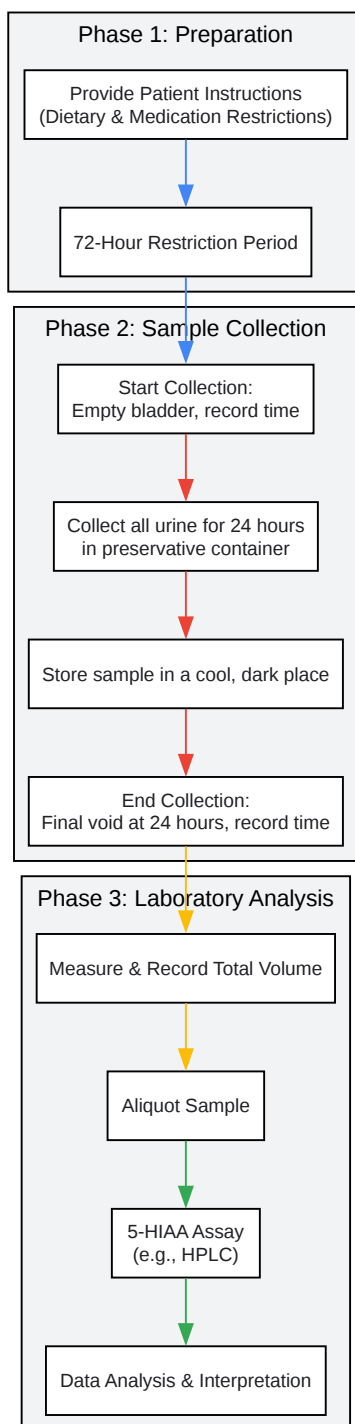 Phase 1: Preparation
Provide Patient Instructions
(Dietary & Medication Restrictions)
72-Hour Restriction Period
Phase 2: Sample Collection
Start Collection:
Empty bladder, record time
Collect all urine for 24 hours
in preservative container
Store sample in a cool, dark place
End Collection:
Final void at 24 hours, record time
Phase 3: Laboratory Analysis
Measure & Record Total Volume
Aliquot Sample
5-HIAA Assay
(e.g., HPLC)
Data Analysis & Interpretation